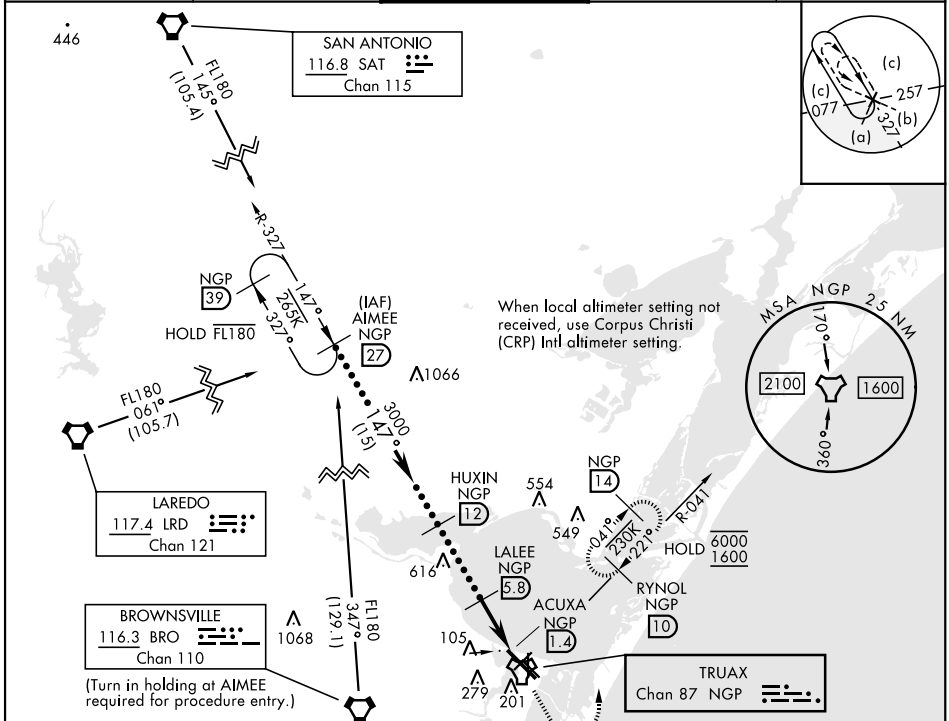 446
SAN ANTONIO
116.8 SAT
Chan 115
FL180
145°
(105.4)
(c)
(c)
077
257
(b)
327
(a)
R-327
NGP
39
147°
265K
327°
HOLD FL180
(IAF)
AIMEE
NGP
27
When local altimeter setting not
received, use Corpus Christi
(CRP) Intl altimeter setting.
MSA NGP 25 NM
170°
2100
1600
360°
1066
FL180
061°
(105.7)
3000
147°
(15)
LAREDO
117.4 LRD
Chan 121
HUXIN
NGP
12
554
549
NGP
14
R-041
041°
230K
221°
HOLD 6000
1600
616
LALEE
NGP
5.8
RYNOL
NGP
10
ACUXA
NGP
1.4
BROWNSVILLE
116.3 BRO
Chan 110
(Turn in holding at AIMEE
required for procedure entry.)
1068
FL180
347°
(129.1)
105
279
201
TRUAX
Chan 87 NGP